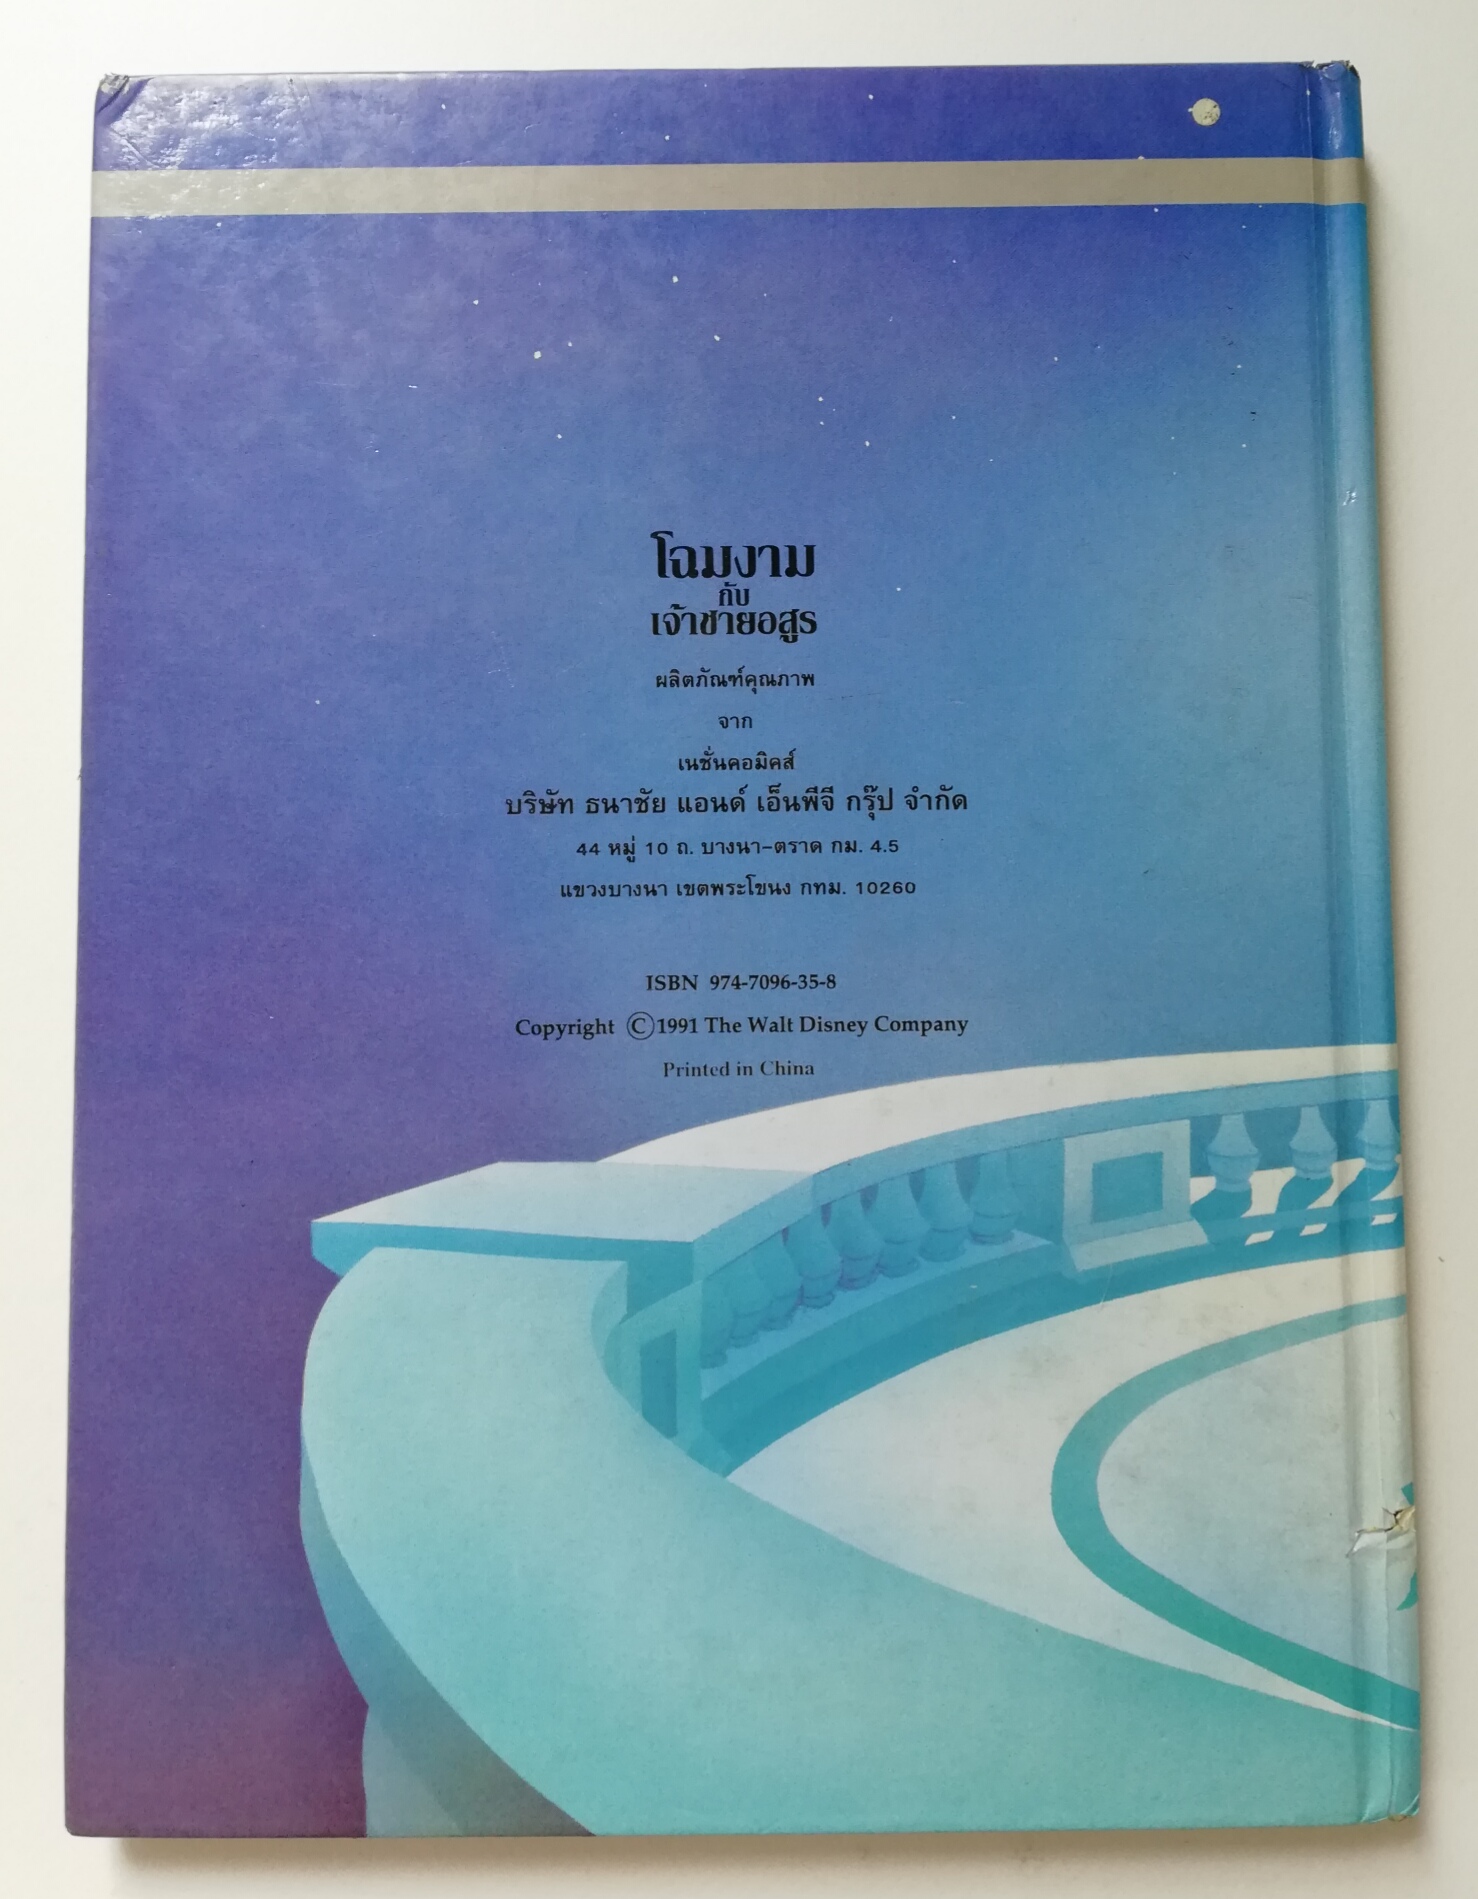 โฉมงาม
กับ
เจ้าชายอสูร
ผลิตภัณฑ์คุณภาพ
จาก
เนชั่นคอมิคส์
บริษัท ธนาชัย แอนด์ เอ็นพีจี กรุ๊ป จำกัด
44 หมู่ 10 ถ. บางนา-ตราด กม. 4.5
แขวงบางนา เขตพระโขนง กทม. 10260
ISBN 974-7096-35-8
Copyright ©1991 The Walt Disney Company
Printed in China